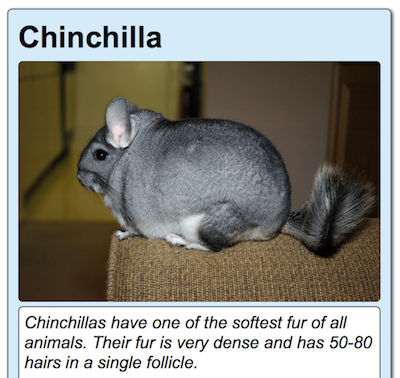 Chinchilla
Chinchillas have one of the softest fur of all
animals. Their fur is very dense and has 50-80
hairs in a single follicle.